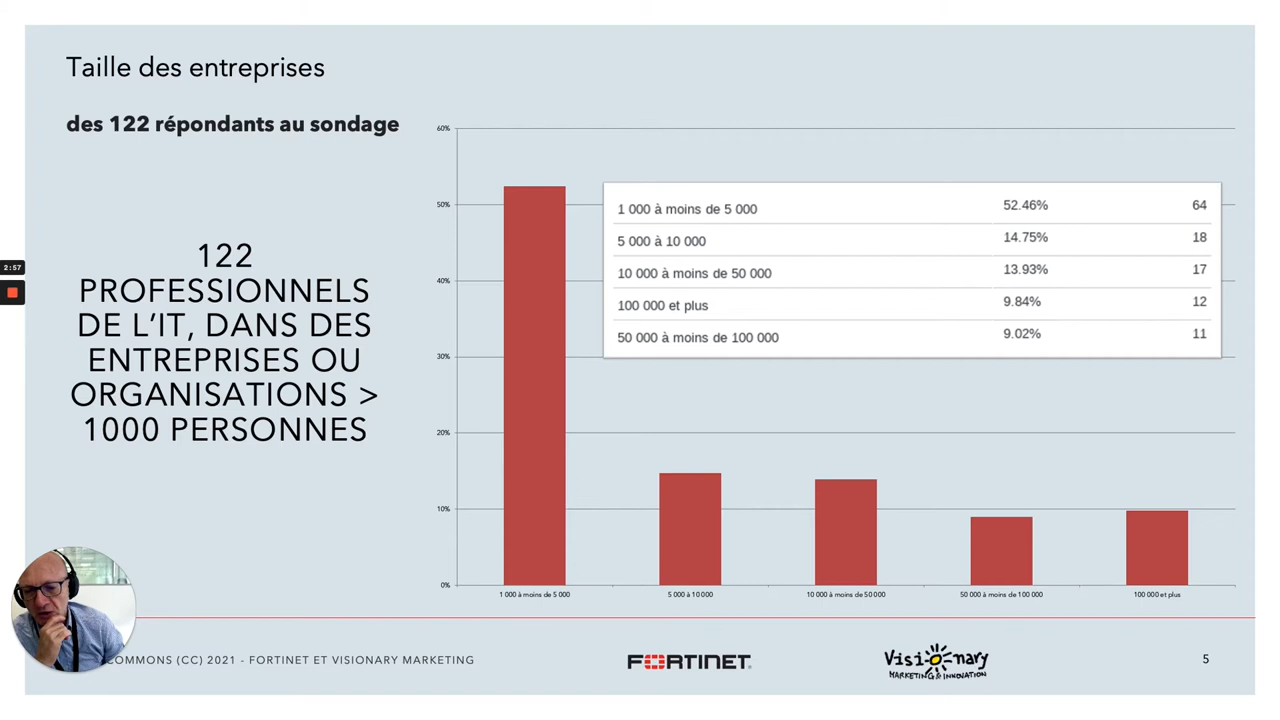 Taille des entreprises
des 122 répondants au sondage
122
PROFESSIONNELS
DE L'IT, DANS DES
ENTREPRISES OU
ORGANISATIONS >
1000 PERSONNES
2:57
60%
50%
40%
30%
20%
10%
0%
1 000 à moins de 5 000 52.46% 64
5 000 à 10 000 14.75% 18
10 000 à moins de 50 000 13.93% 17
100 000 et plus 9.84% 12
50 000 à moins de 100 000 9.02% 11
1 000 à moins de 5 000 5 000 à 10 000 10 000 à moins de 50 000 50 000 à moins de 100 000 100 000 et plus
COMMONS (CC) 2021 - FORTINET ET VISIONARY MARKETING
FORTINET
Visionary
MARKETING & INNOVATION
5